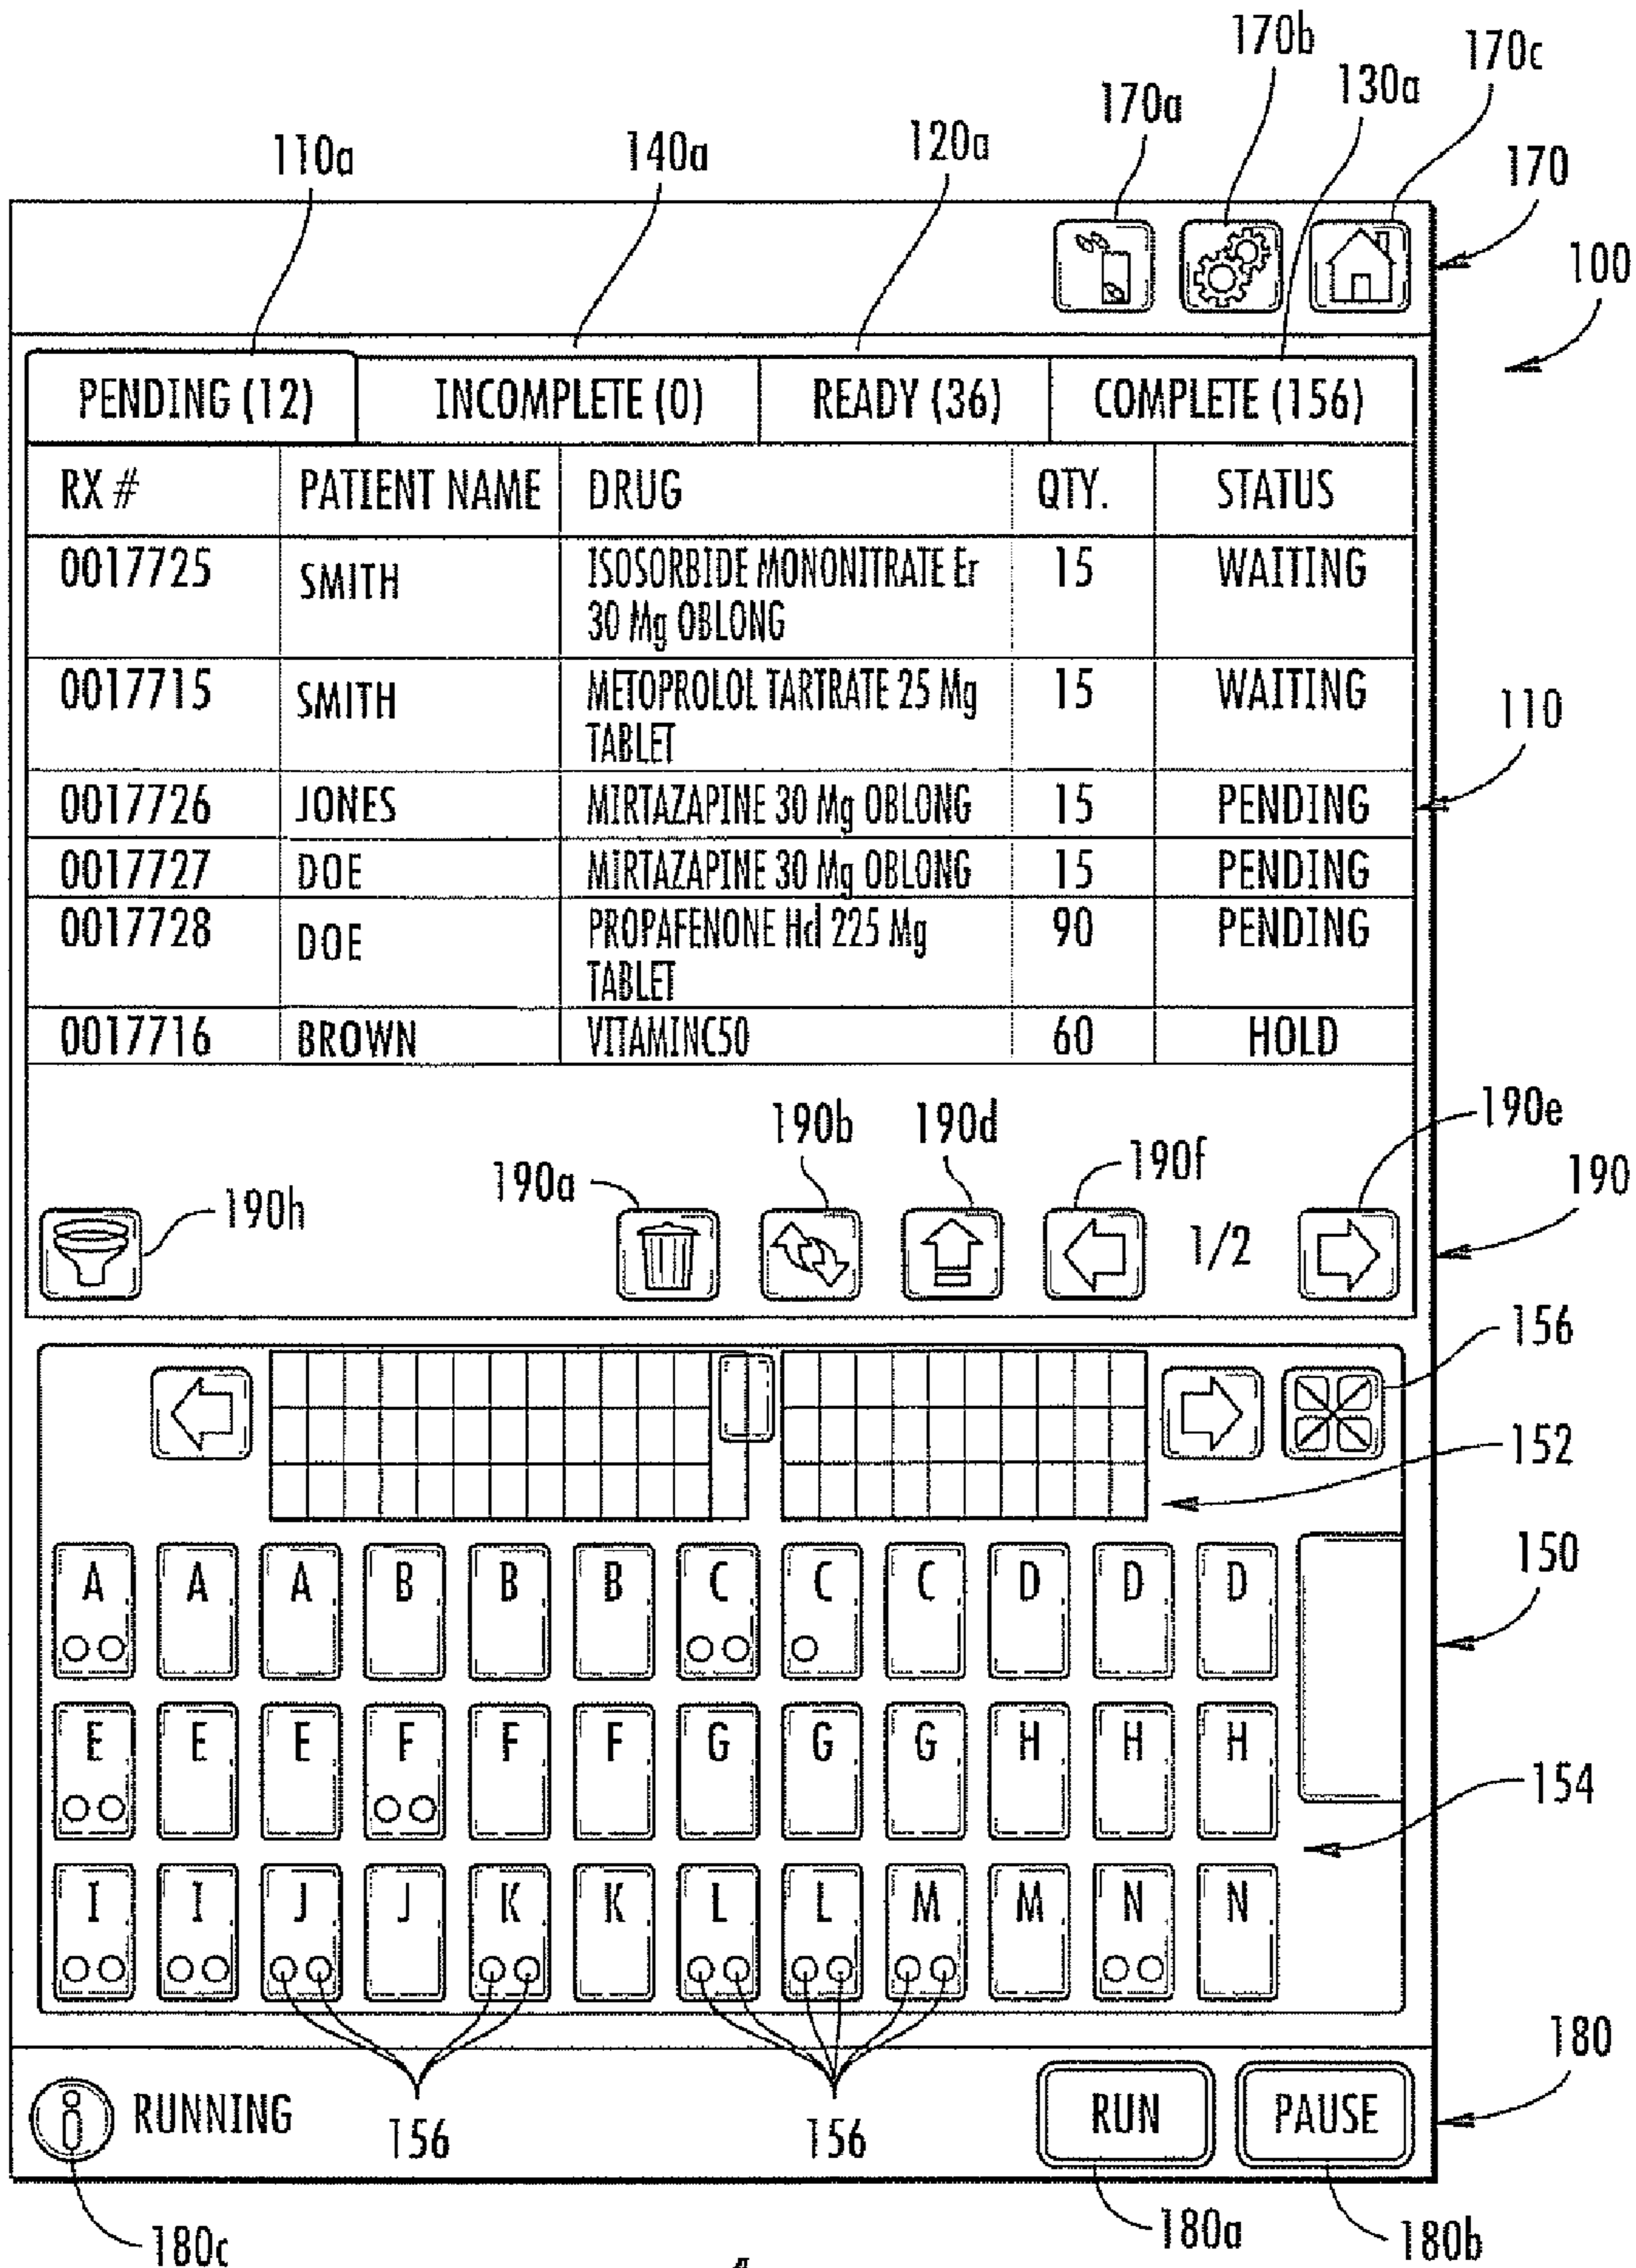 170b
170c
170a
130a
110a
140a
120a
170
100
PENDING (12) INCOMPLETE (0) READY (36) COMPLETE (156)
RX # PATIENT NAME DRUG QTY. STATUS
0017725 SMITH ISOSORBIDE MONONITRATE Er 15 WAITING
30 Mg OBLONG
0017715 SMITH METOPROLOL TARTRATE 25 Mg 15 WAITING
TABLET
110
0017726 JONES MIRTAZAPINE 30 Mg OBLONG 15 PENDING
0017727 DOE MIRTAZAPINE 30 Mg OBLONG 15 PENDING
0017728 DOE PROPAFENONE Hcl 225 Mg 90 PENDING
TABLET
0017716 BROWN VITAMINC50 60 HOLD
190b 190d 190e
190a 190f 190
190h
1/2
156
152
A A A B B B C C C D D D
150
E E E F F F G G G H H H
154
I I J J K K L L M M N N
180
RUNNING RUN PAUSE
156 156
180c 180a 180b